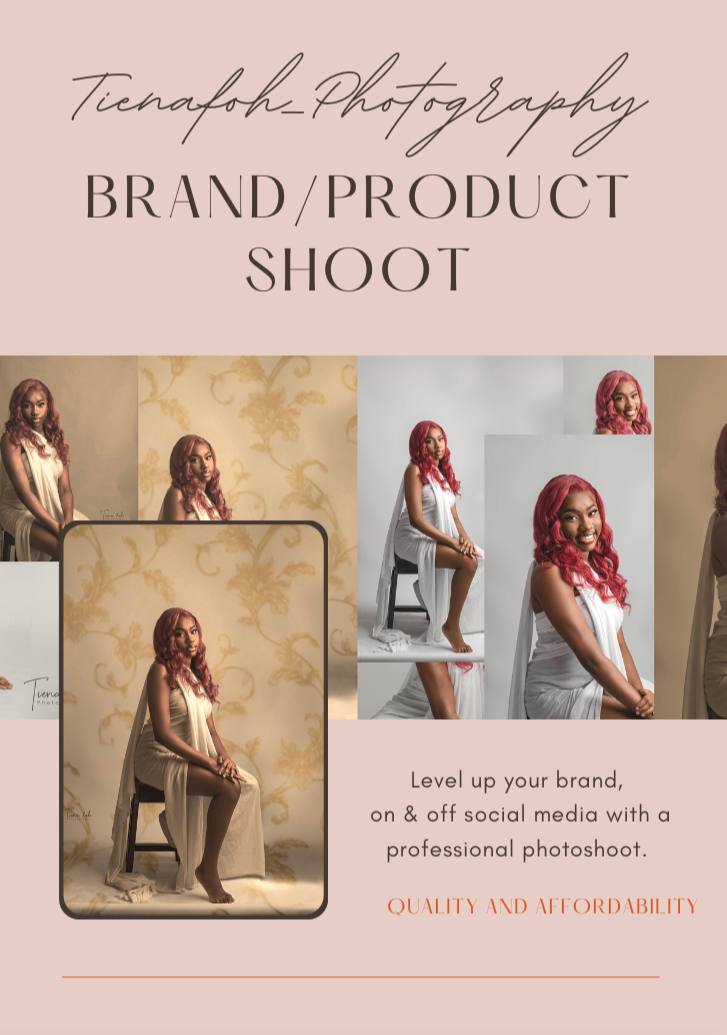 Tienafoh_Photography
BRAND/PRODUCT
SHOOT
Level up your brand,
on & off social media with a
professional photoshoot.
QUALITY AND AFFORDABILITY